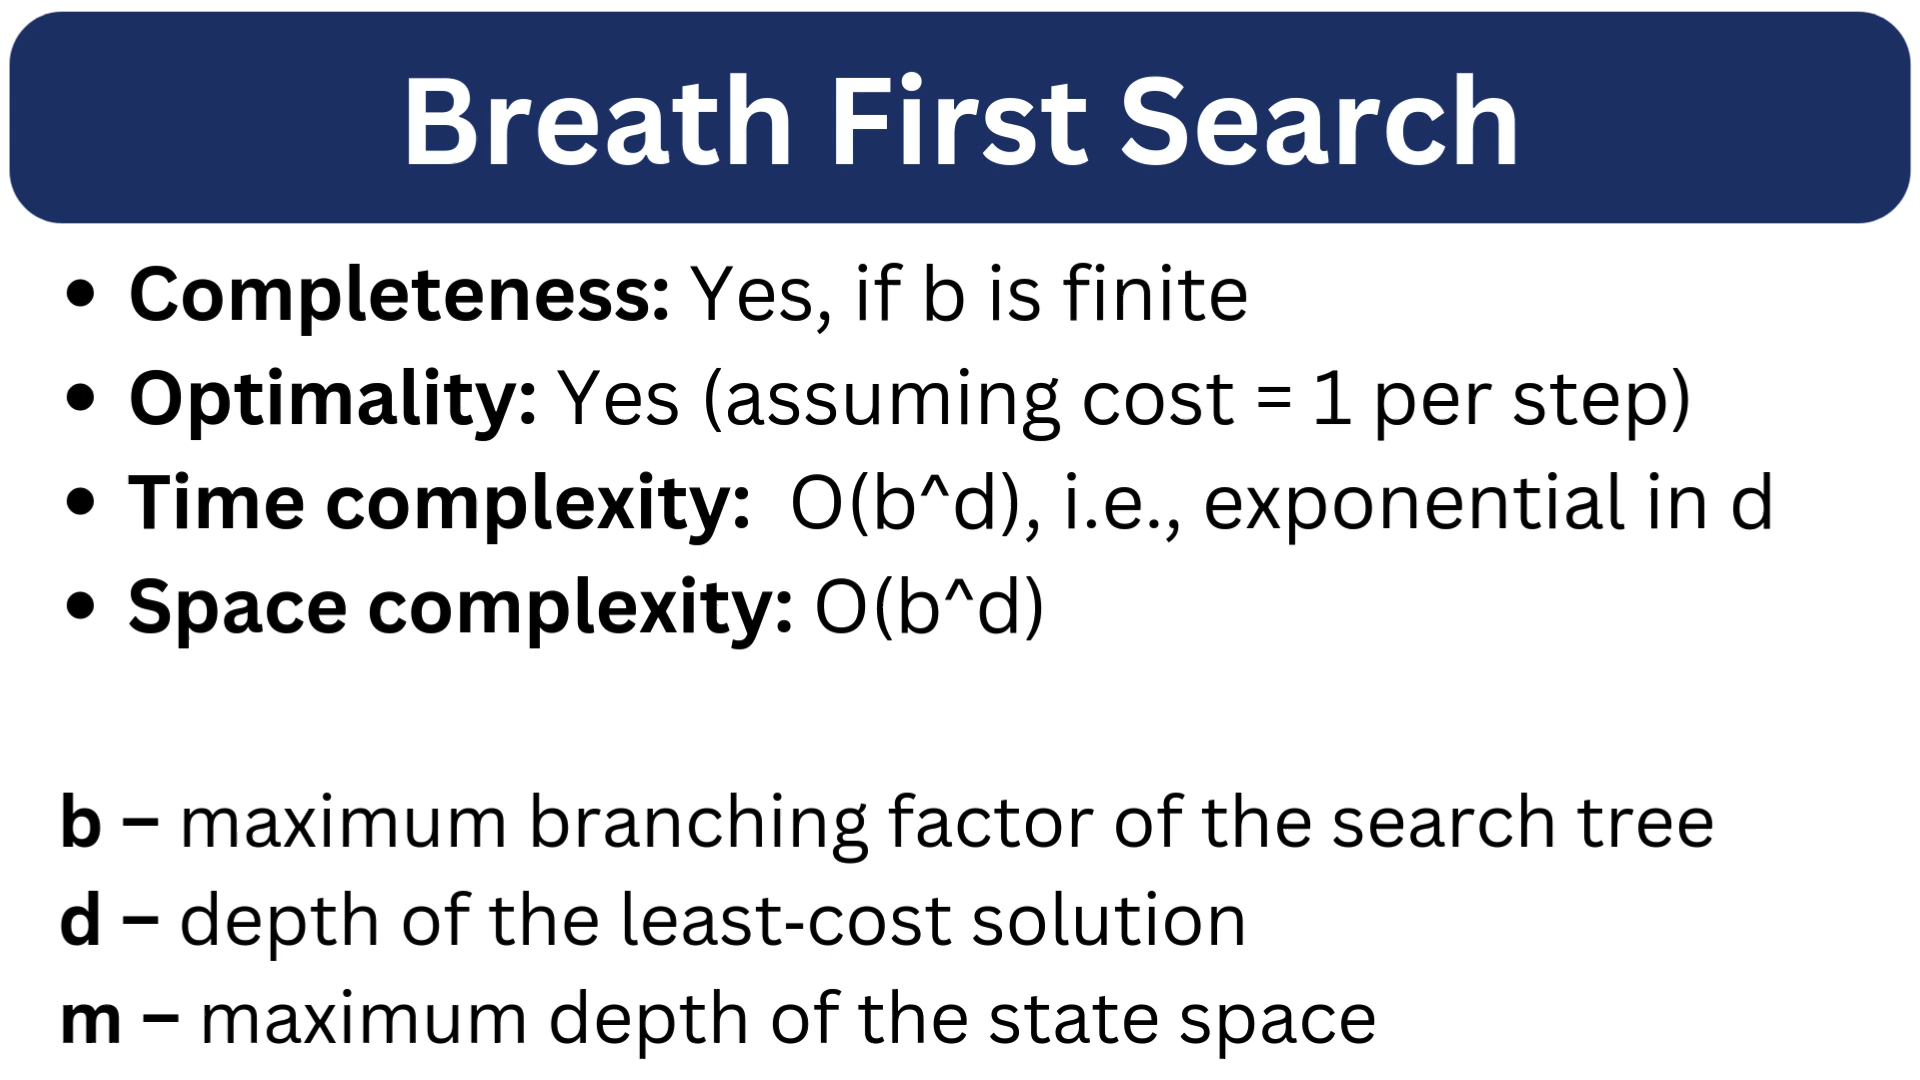 Breath First Search
• Completeness: Yes, if b is finite
• Optimality: Yes (assuming cost = 1 per step)
• Time complexity:  O(b^d), i.e., exponential in d
• Space complexity: O(b^d)
b – maximum branching factor of the search tree
d – depth of the least-cost solution
m – maximum depth of the state space